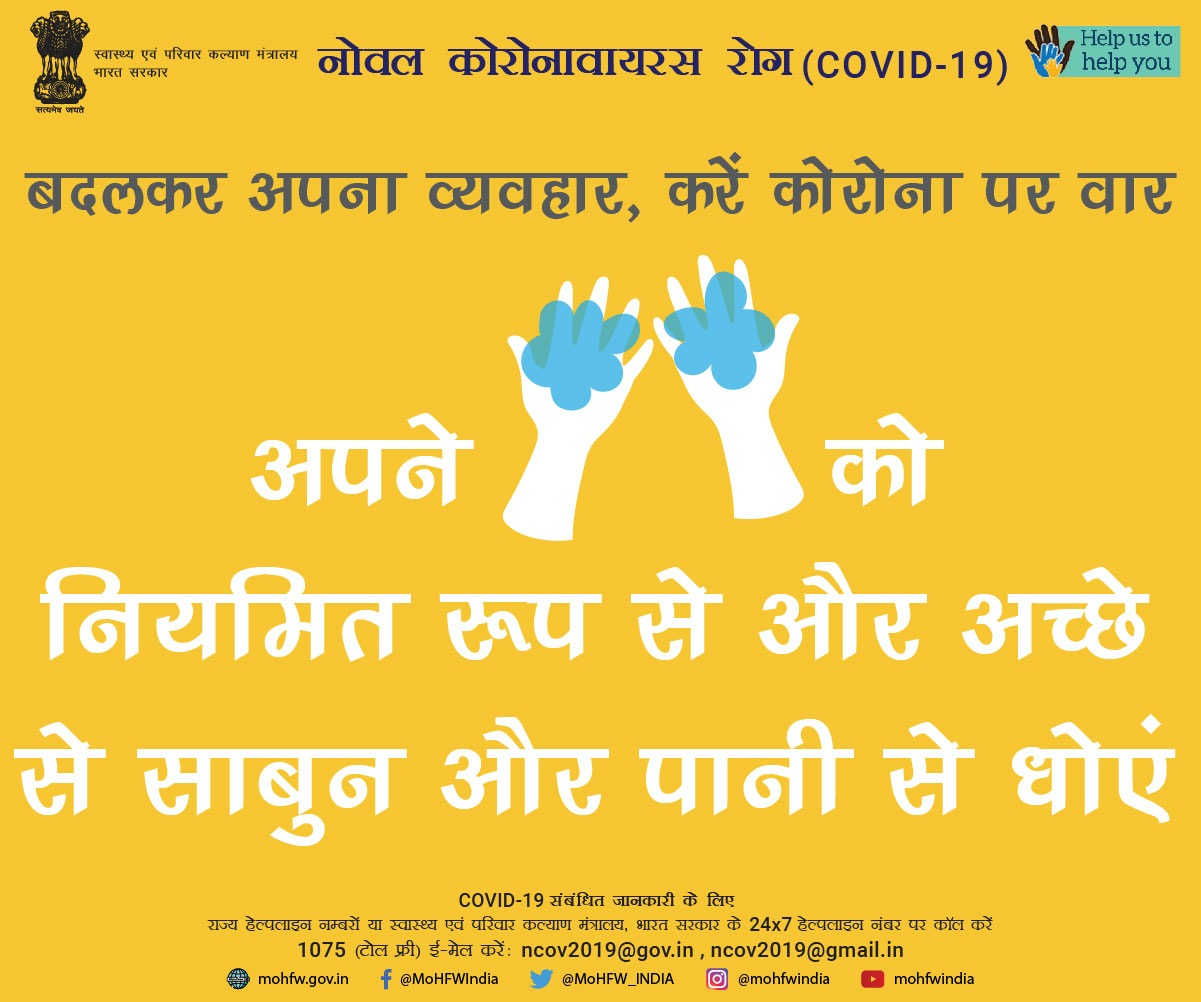 स्वास्थ्य एवं परिवार कल्याण मंत्रालय
भारत सरकार
सत्यमेव जयते
नोवल कोरोनावायरस रोग (COVID-19)
Help us to
help you
बदलकर अपना व्यवहार, करें कोरोना पर वार
अपने को
नियमित रूप से और अच्छे
से साबुन और पानी से धोएं
COVID-19 संबंधित जानकारी के लिए
राज्य हेल्पलाइन नम्बरों या स्वास्थ्य एवं परिवार कल्याण मंत्रालय, भारत सरकार के 24x7 हेल्पलाइन नंबर पर कॉल करें
1075 (टोल फ्री) ई-मेल करें: ncov2019@gov.in , ncov2019@gmail.in
mohfw.gov.in @MoHFWIndia @MoHFW_INDIA @mohfwindia mohfwindia